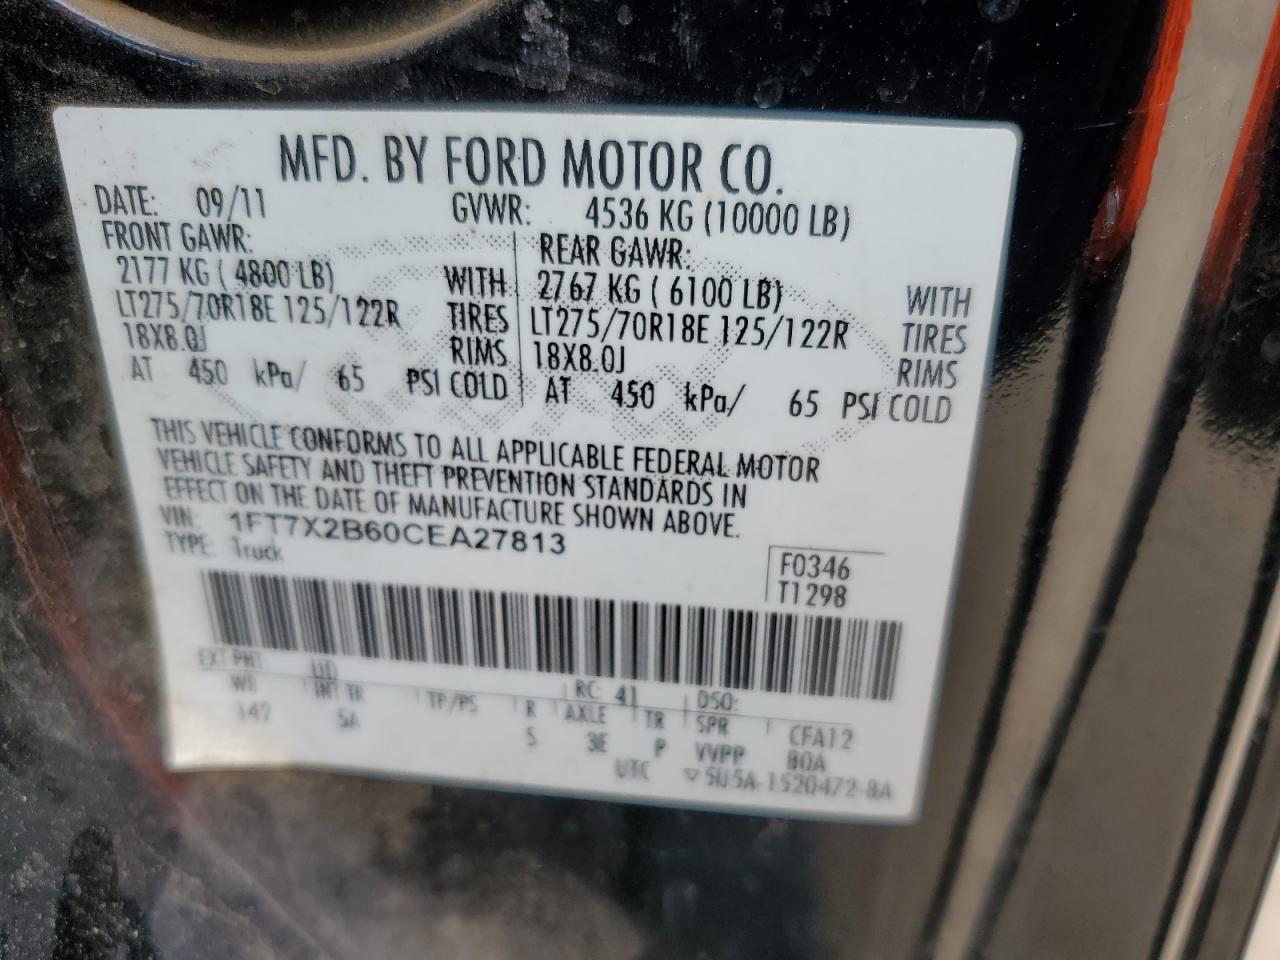 MFD. BY FORD MOTOR CO.
DATE: 09/11 GVWR: 4536 KG (10000 LB)
FRONT GAWR: REAR GAWR:
2177 KG ( 4800 LB) WITH 2767 KG ( 6100 LB) WITH
LT275/70R18E 125/122R TIRES LT275/70R18E 125/122R TIRES
18X8.0J RIMS 18X8.0J RIMS
AT 450 kPa/ 65 PSI COLD AT 450 kPa/ 65 PSI COLD
THIS VEHICLE CONFORMS TO ALL APPLICABLE FEDERAL MOTOR
VEHICLE SAFETY AND THEFT PREVENTION STANDARDS IN
EFFECT ON THE DATE OF MANUFACTURE SHOWN ABOVE.
VIN: 1FT7X2B60CEA27813
TYPE: Truck
F0346
T1298
EXT PNT: UD RC: 41 DSO:
WB INT TR TP/PS R AXLE TR SPR CFA12
142 5A 5 3E P VVPP BOA
UTC ▽5U5A-1520472-BA